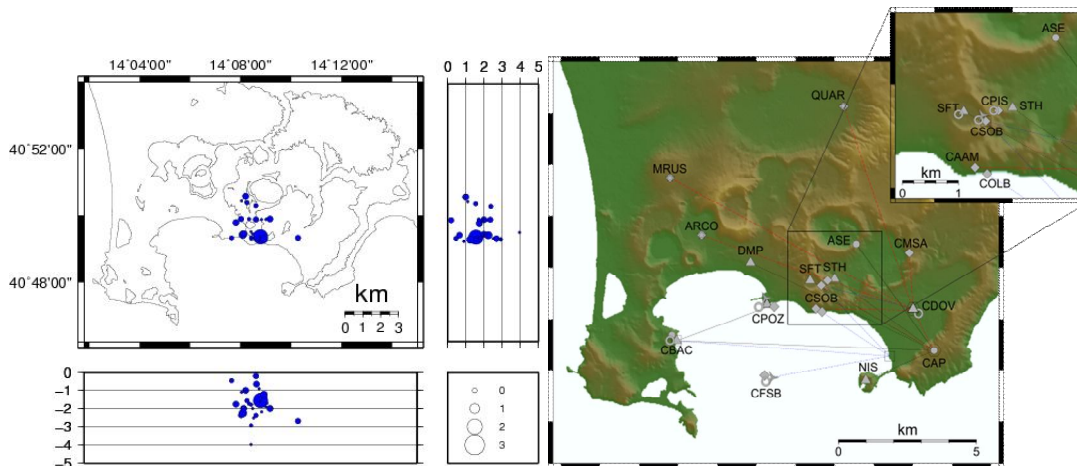 14°04'00" 14°08'00" 14°12'00"
40°52'00"
40°48'00"
km
0 1 2 3
0 1 2 3 4 5
0
-1
-2
-3
-4
-5
0
1
2
3
QUAR
MRUS
ARCO
DMP
ASE
CMSA
SFT STH
CSOB
CDOV
CPOZ
CBAC
CAP
NIS
CFSB
km
0 5
ASE
CPIS
SFT STH
CSOB
CAAM
COLB
km
0 1